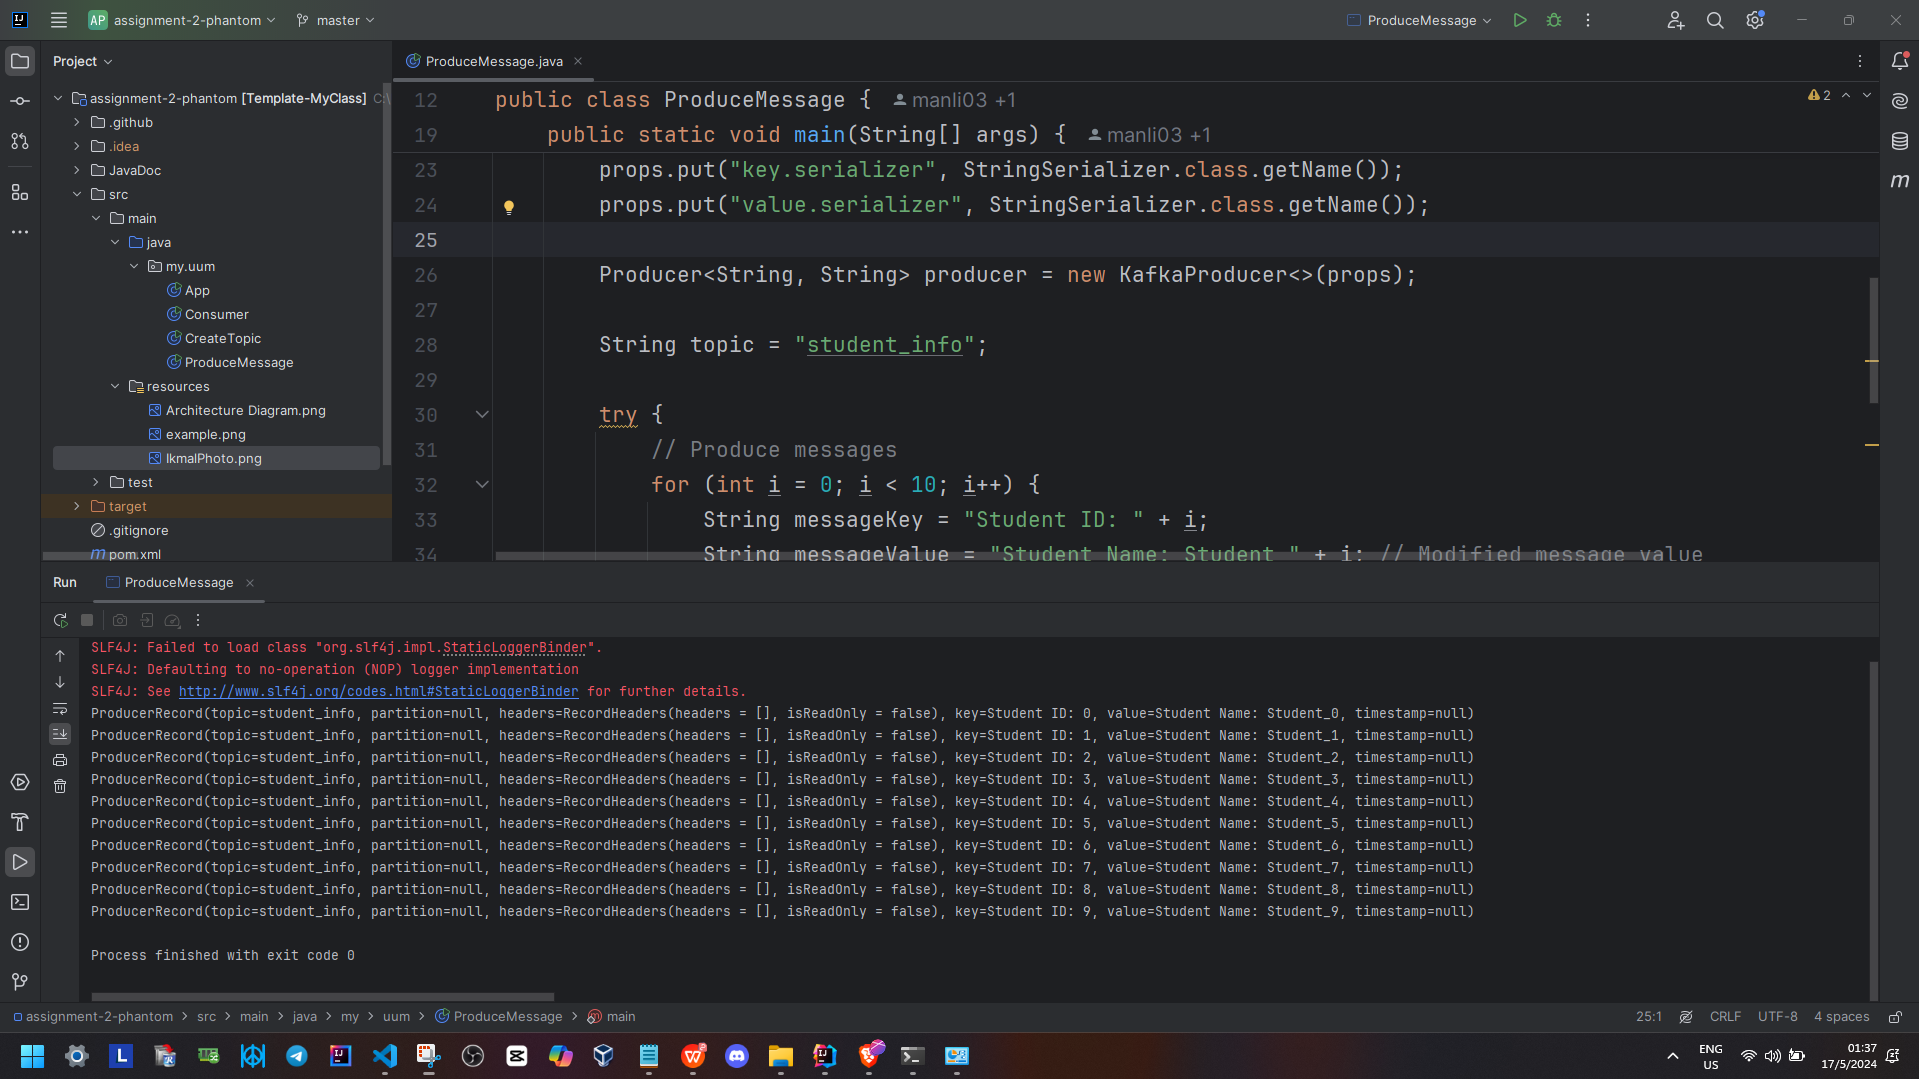 AP assignment-2-phantom
master
ProduceMessage
Project
ProduceMessage.java
assignment-2-phantom [Template-MyClass] C:\
.github
.idea
JavaDoc
src
main
java
my.uum
App
Consumer
CreateTopic
ProduceMessage
resources
Architecture Diagram.png
example.png
IkmalPhoto.png
test
target
.gitignore
pom.xml
12 public class ProduceMessage { manli03 +1
2
19 public static void main(String[] args) { manli03 +1
23 props.put("key.serializer", StringSerializer.class.getName());
24 props.put("value.serializer", StringSerializer.class.getName());
25
26 Producer<String, String> producer = new KafkaProducer<>(props);
27
28 String topic = "student_info";
29
30 try {
31 // Produce messages
32 for (int i = 0; i < 10; i++) {
33 String messageKey = "Student ID: " + i;
34 String messageValue = "Student Name: Student_" + i; // Modified message value
Run
ProduceMessage
SLF4J: Failed to load class "org.slf4j.impl.StaticLoggerBinder".
SLF4J: Defaulting to no-operation (NOP) logger implementation
SLF4J: See http://www.slf4j.org/codes.html#StaticLoggerBinder for further details.
ProducerRecord(topic=student_info, partition=null, headers=RecordHeaders(headers = [], isReadOnly = false), key=Student ID: 0, value=Student Name: Student_0, timestamp=null)
ProducerRecord(topic=student_info, partition=null, headers=RecordHeaders(headers = [], isReadOnly = false), key=Student ID: 1, value=Student Name: Student_1, timestamp=null)
ProducerRecord(topic=student_info, partition=null, headers=RecordHeaders(headers = [], isReadOnly = false), key=Student ID: 2, value=Student Name: Student_2, timestamp=null)
ProducerRecord(topic=student_info, partition=null, headers=RecordHeaders(headers = [], isReadOnly = false), key=Student ID: 3, value=Student Name: Student_3, timestamp=null)
ProducerRecord(topic=student_info, partition=null, headers=RecordHeaders(headers = [], isReadOnly = false), key=Student ID: 4, value=Student Name: Student_4, timestamp=null)
ProducerRecord(topic=student_info, partition=null, headers=RecordHeaders(headers = [], isReadOnly = false), key=Student ID: 5, value=Student Name: Student_5, timestamp=null)
ProducerRecord(topic=student_info, partition=null, headers=RecordHeaders(headers = [], isReadOnly = false), key=Student ID: 6, value=Student Name: Student_6, timestamp=null)
ProducerRecord(topic=student_info, partition=null, headers=RecordHeaders(headers = [], isReadOnly = false), key=Student ID: 7, value=Student Name: Student_7, timestamp=null)
ProducerRecord(topic=student_info, partition=null, headers=RecordHeaders(headers = [], isReadOnly = false), key=Student ID: 8, value=Student Name: Student_8, timestamp=null)
ProducerRecord(topic=student_info, partition=null, headers=RecordHeaders(headers = [], isReadOnly = false), key=Student ID: 9, value=Student Name: Student_9, timestamp=null)
Process finished with exit code 0
assignment-2-phantom > src > main > java > my > uum > ProduceMessage > main
25:1 CRLF UTF-8 4 spaces
ENG
US
01:37
17/5/2024